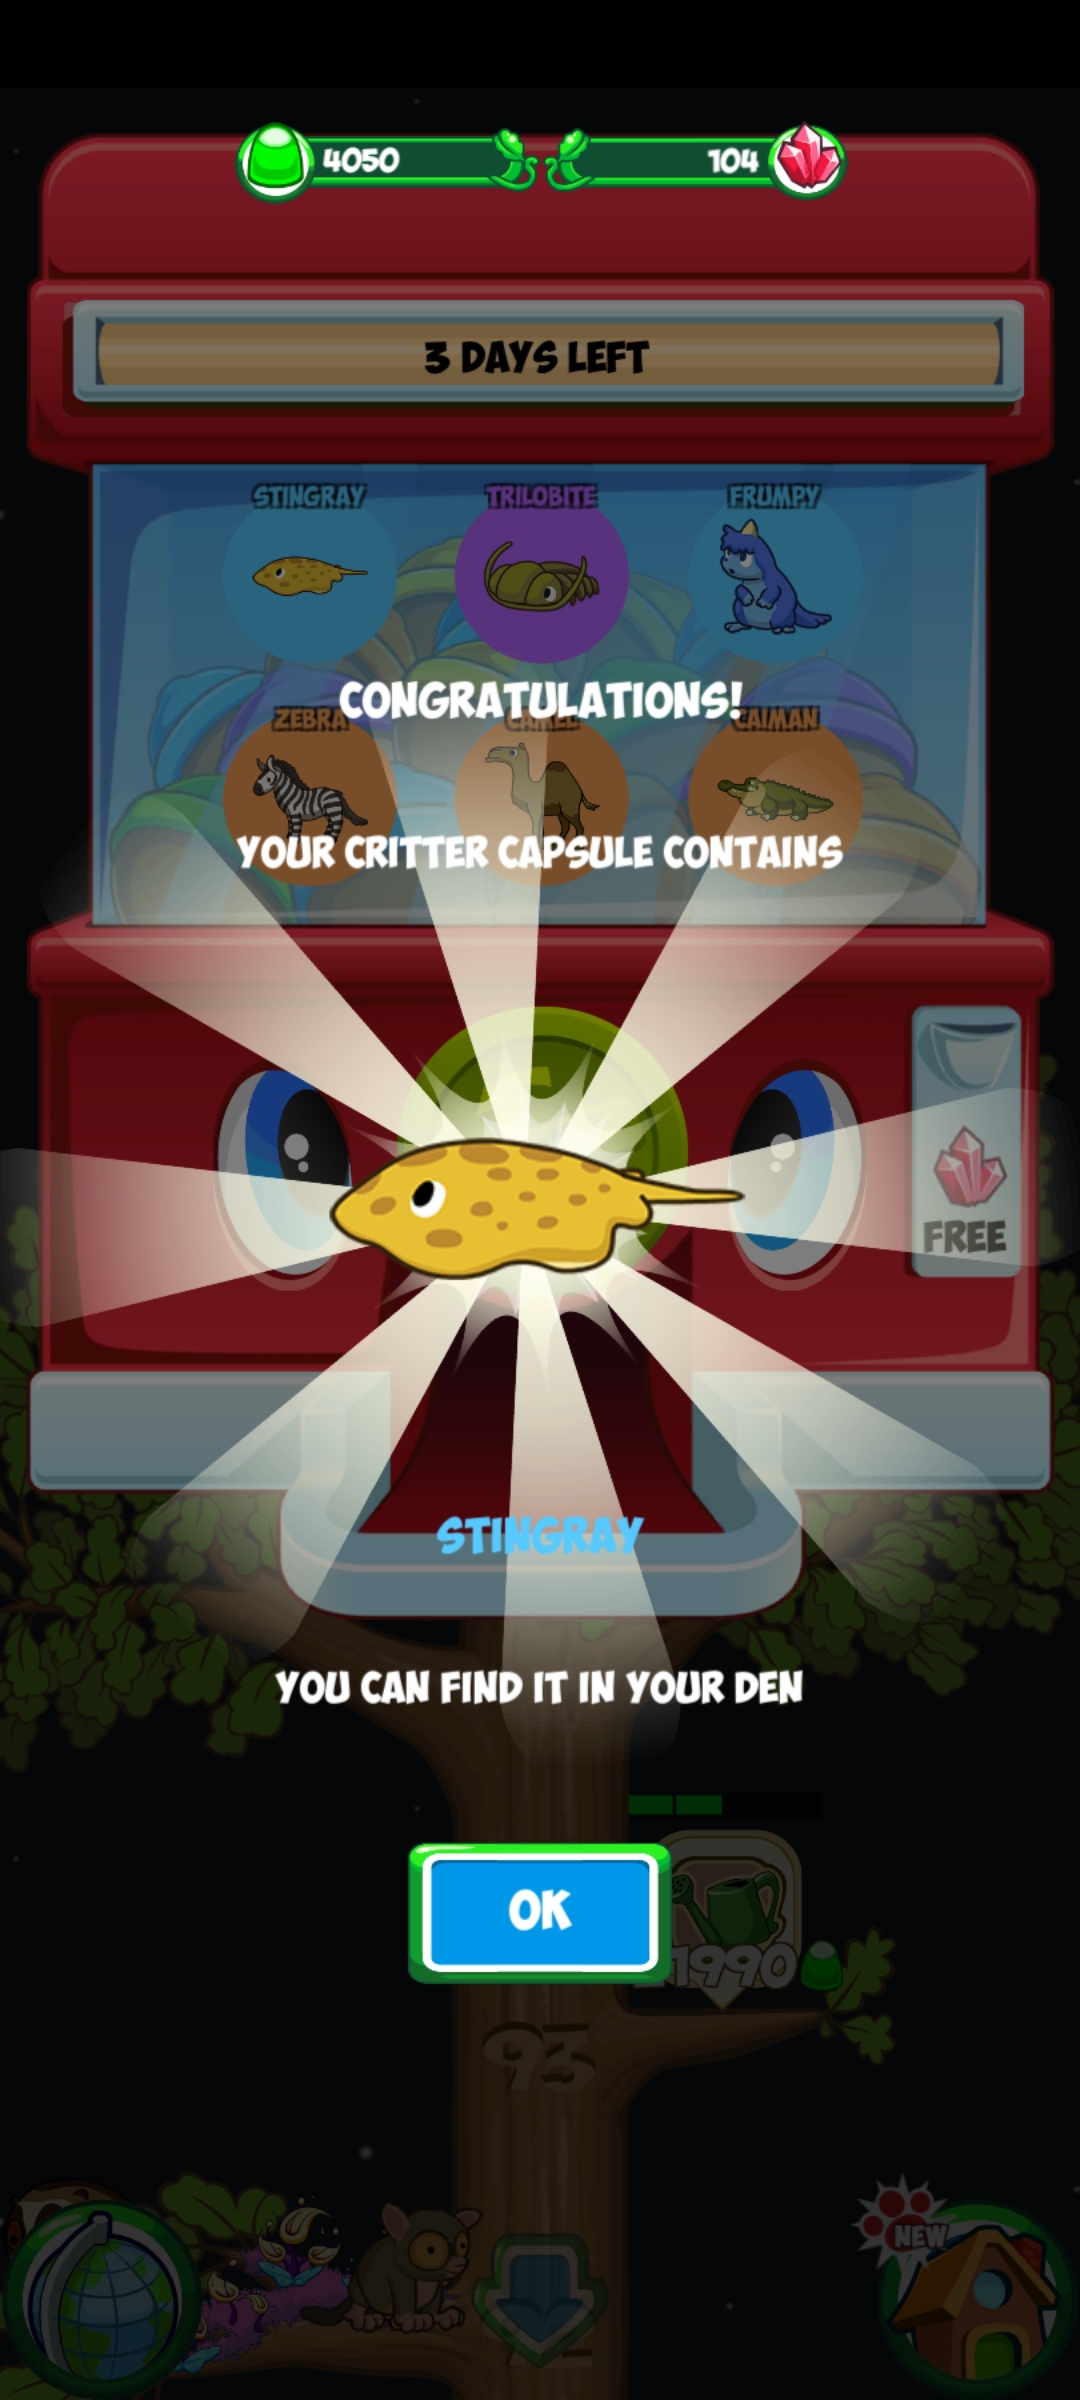 4050
104
3 DAYS LEFT
STINGRAY
TRILOBITE
FRUMPY
CONGRATULATIONS!
ZEBRA
CAMEL
CAIMAN
YOUR CRITTER CAPSULE CONTAINS
FREE
STINGRAY
YOU CAN FIND IT IN YOUR DEN
OK
1990
93
NEW